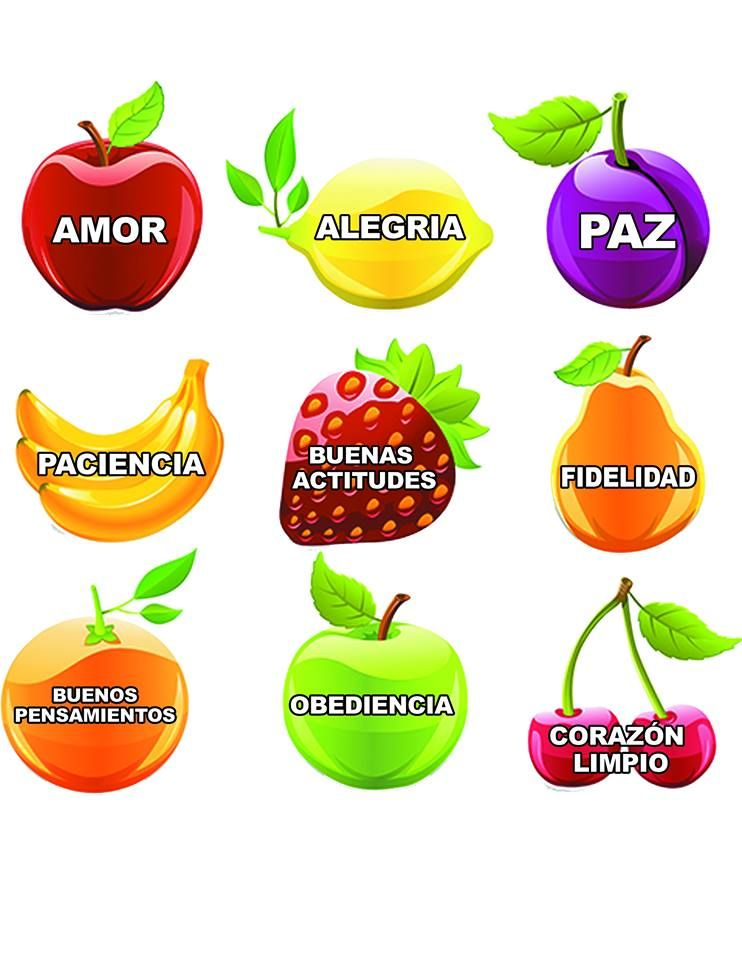 AMOR
ALEGRIA
PAZ
PACIENCIA
BUENAS
ACTITUDES
FIDELIDAD
BUENOS
PENSAMIENTOS
OBEDIENCIA
CORAZÓN
LIMPIO